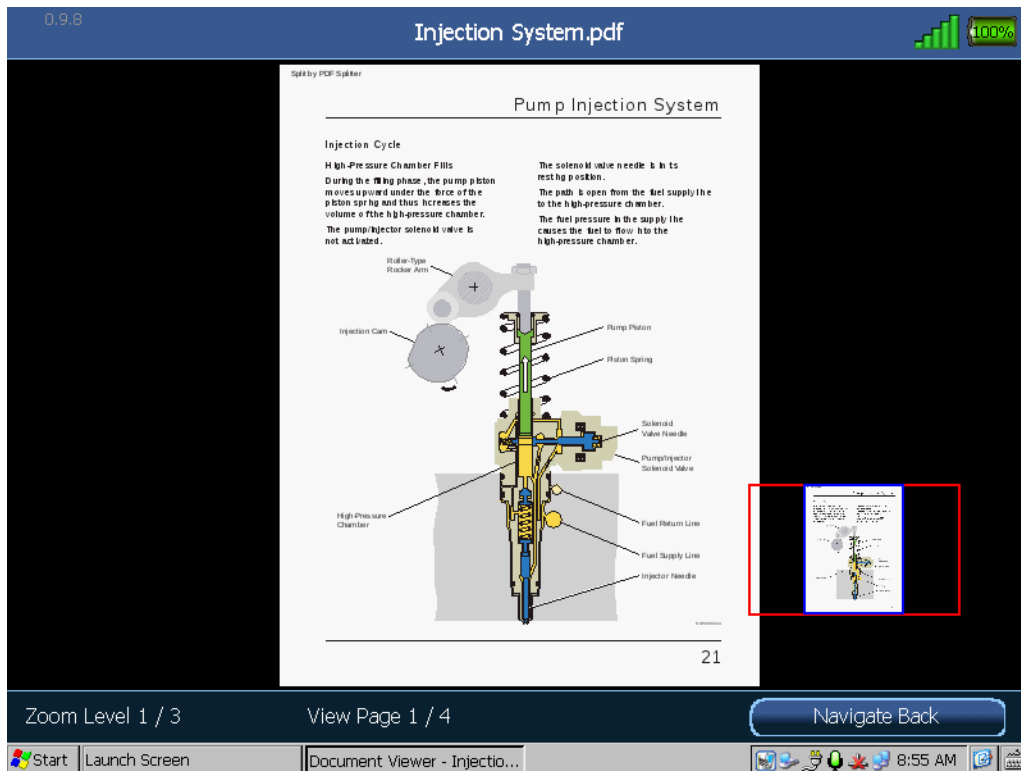 0.9.8
Injection System.pdf
100%
Split by PDF Splitter
Pump Injection System
Injection Cycle
High-Pressure Chamber Fills
During the filling phase, the pump piston
moves upward under the force of the
piston spring and thus increases the
volume of the high-pressure chamber.
The pump/injector solenoid valve is
not activated.
The solenoid valve needle is in its
resting position.
The path is open from the fuel supply line
to the high-pressure chamber.
The fuel pressure in the supply line
causes the fuel to flow into the
high-pressure chamber.
Roller-Type
Rocker Arm
Injection Cam
Pump Piston
Piston Spring
Solenoid
Valve Needle
Pump/Injector
Solenoid Valve
High-Pressure
Chamber
Fuel Return Line
Fuel Supply Line
Injector Needle
21
Zoom Level 1 / 3
View Page 1 / 4
Navigate Back
Start
Launch Screen
Document Viewer - Injectio...
8:55 AM